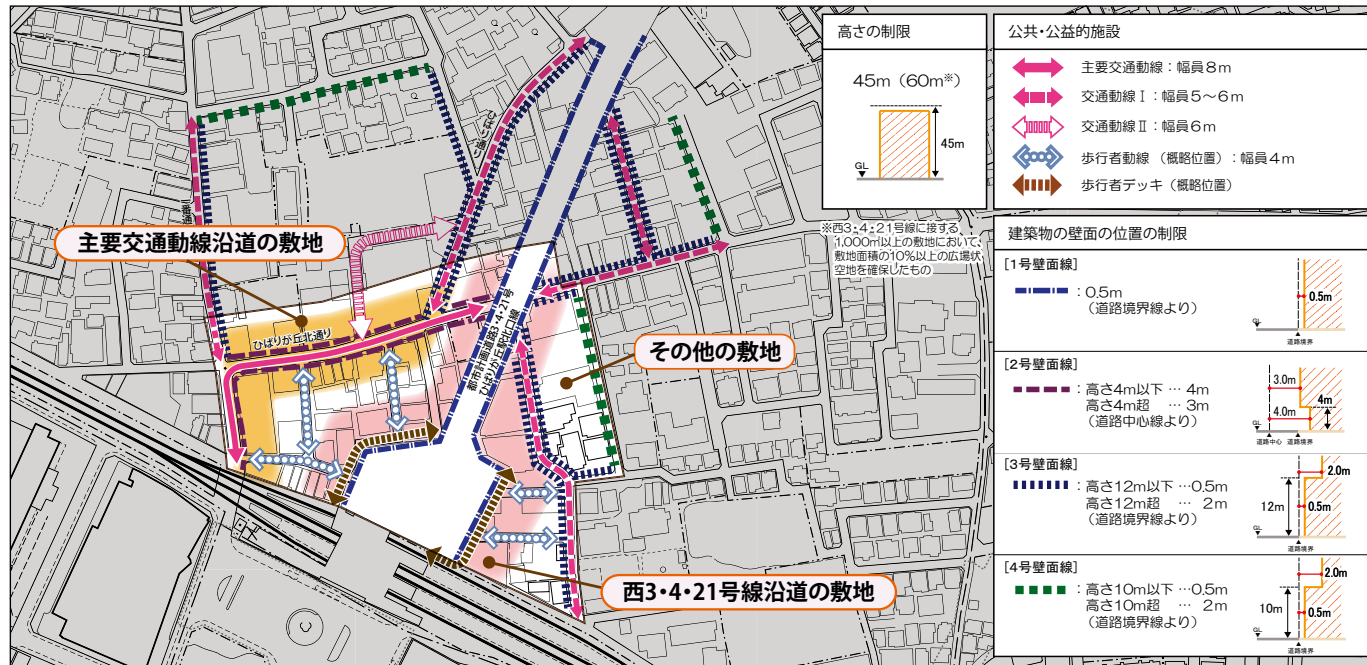 ひばり通り
二番通り
主要交通動線沿道の敷地
ひばりが丘北通り
都市計画道路3・4・21号
ひばりが丘駅北口線
その他の敷地
西3・4・21号線沿道の敷地
高さの制限
45m（60m※）
45m
GL
※西3・4・21号線に接する
1,000㎡以上の敷地において、
敷地面積の10%以上の広場状
空地を確保したもの
公共・公益的施設
主要交通動線：幅員8m
交通動線Ⅰ：幅員5～6m
交通動線Ⅱ：幅員6m
歩行者動線（概略位置）：幅員4m
歩行者デッキ（概略位置）
建築物の壁面の位置の制限
[1号壁面線]
：0.5m
（道路境界線より）
0.5m
GL
道路境界
[2号壁面線]
：高さ4m以下 … 4m
高さ4m超 … 3m
（道路中心線より）
3.0m
4m
4.0m
GL
道路中心 道路境界
[3号壁面線]
：高さ12m以下 …0.5m
高さ12m超 … 2m
（道路境界線より）
2.0m
12m
0.5m
GL
道路境界
[4号壁面線]
：高さ10m以下 …0.5m
高さ10m超 … 2m
（道路境界線より）
2.0m
10m
0.5m
GL
道路境界